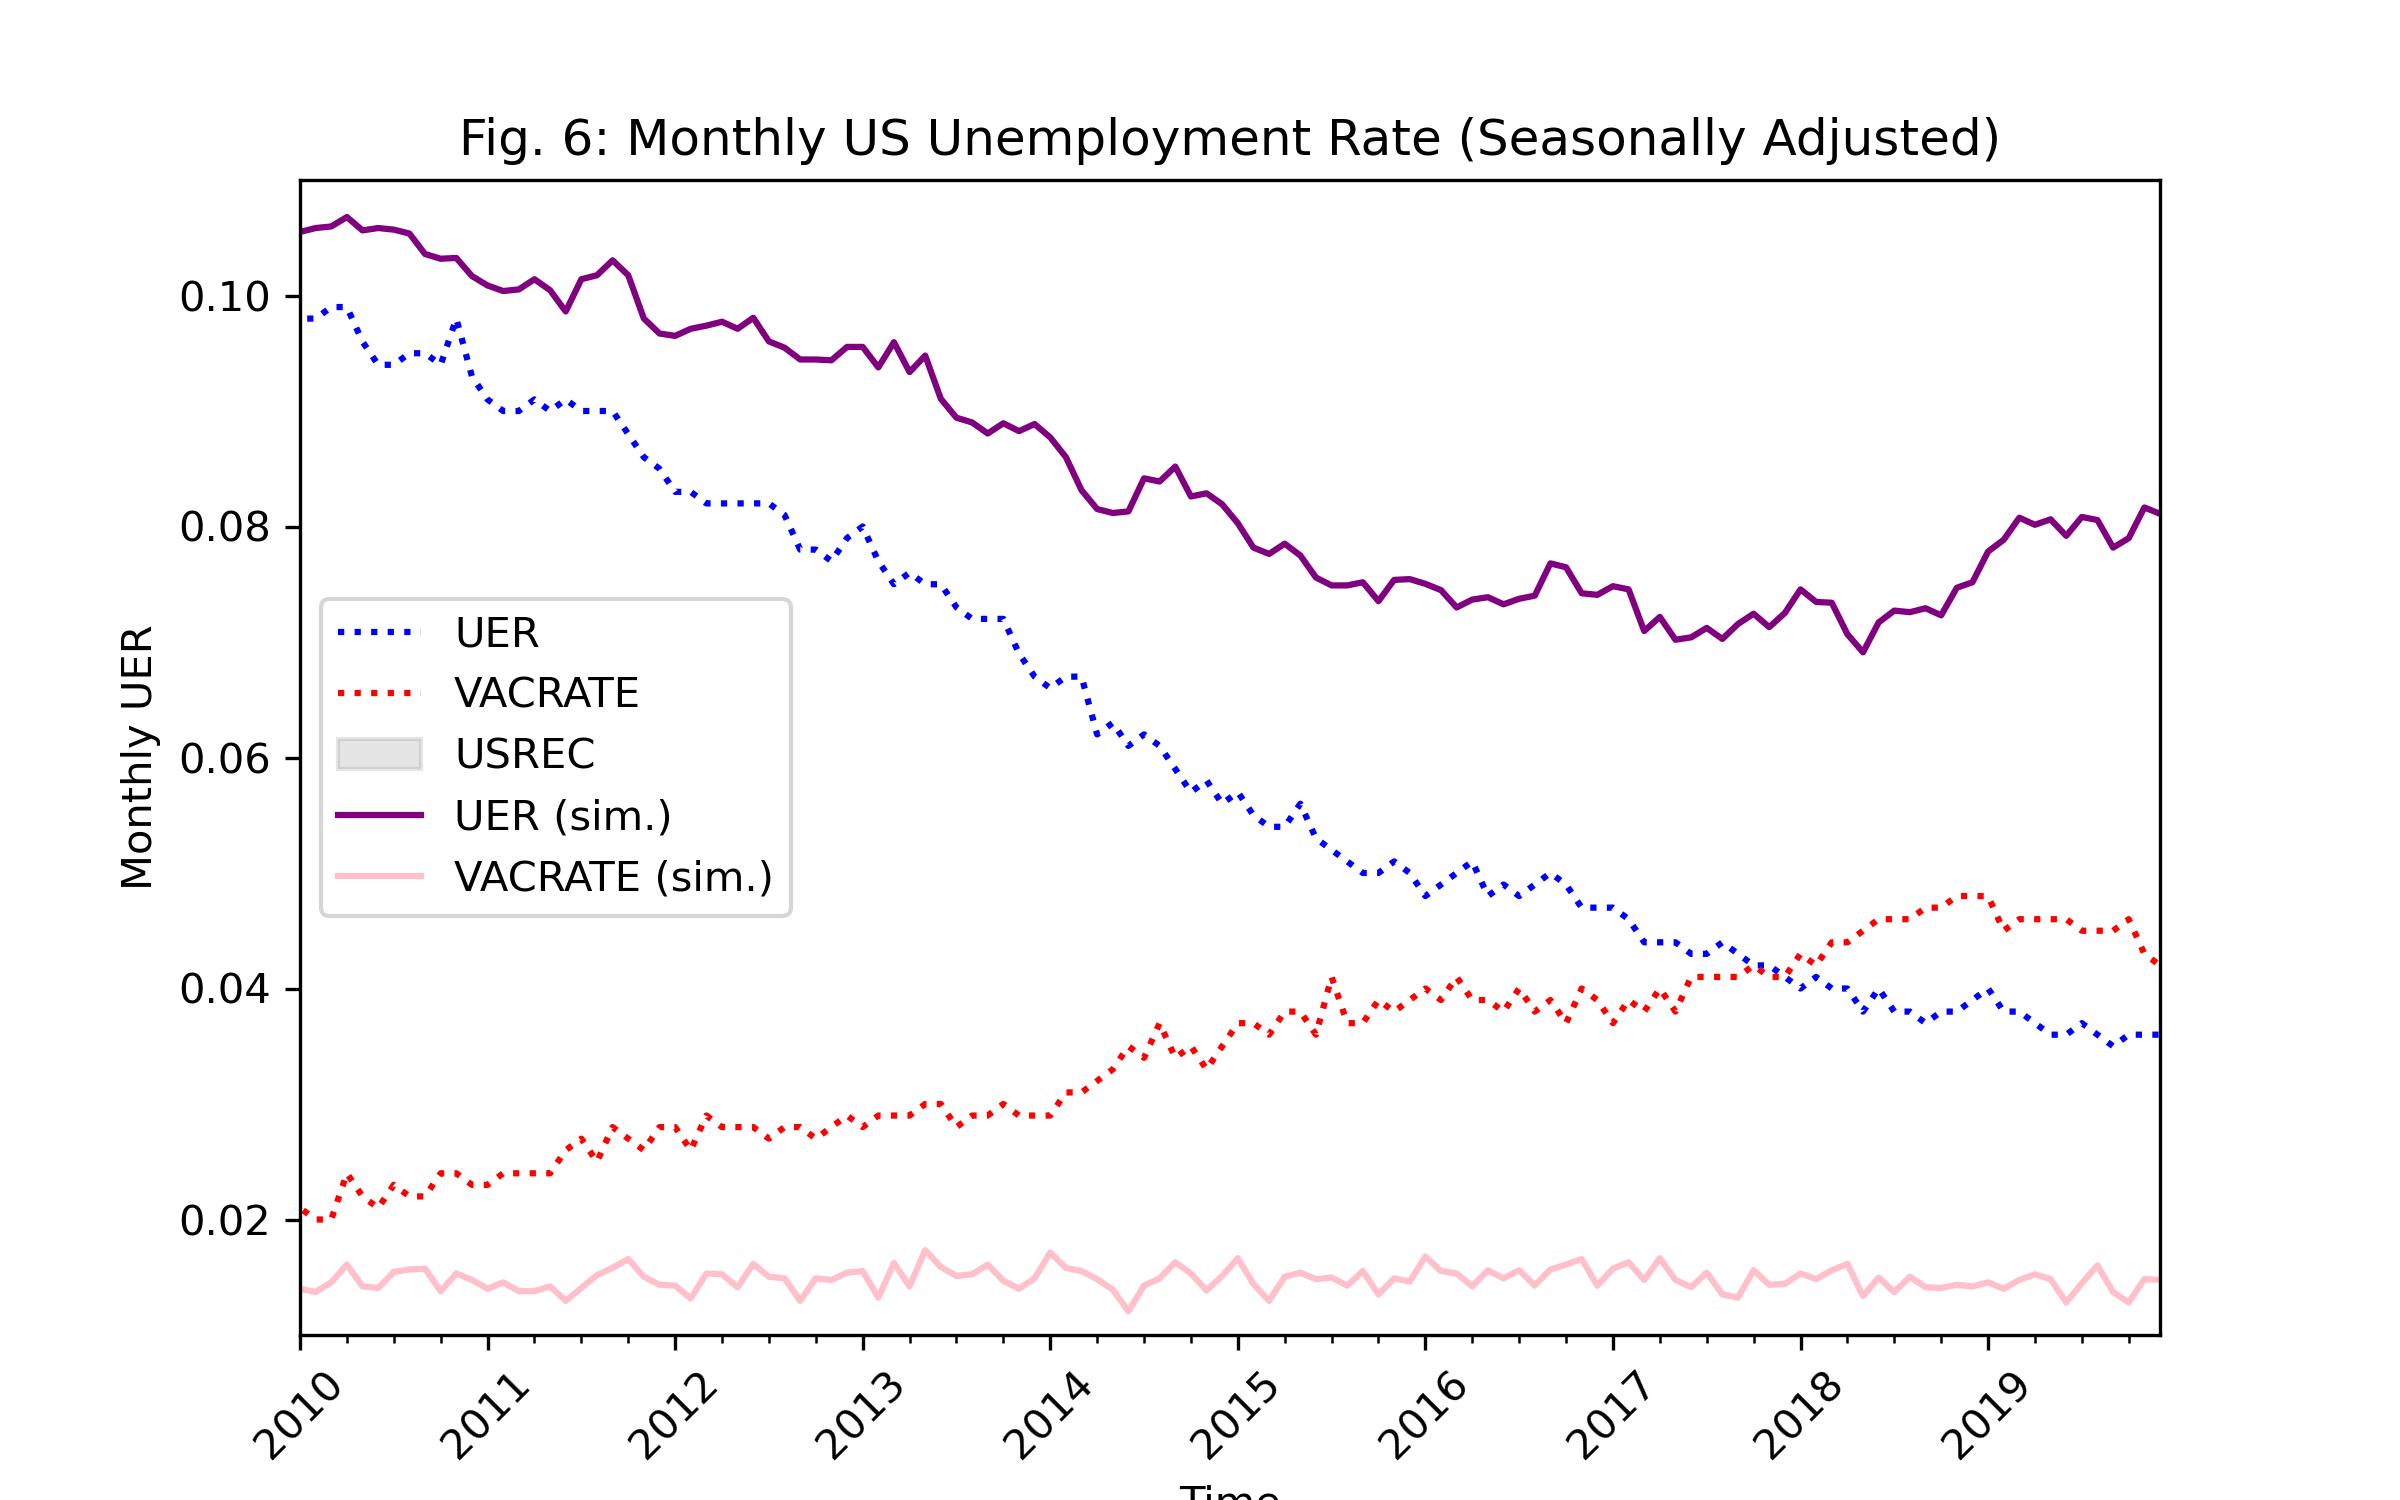 Fig. 6: Monthly US Unemployment Rate (Seasonally Adjusted)
Monthly UER
0.10
0.08
0.06
0.04
0.02
UER
VACRATE
USREC
UER (sim.)
VACRATE (sim.)
2010
2011
2012
2013
2014
2015
2016
2017
2018
2019
Time